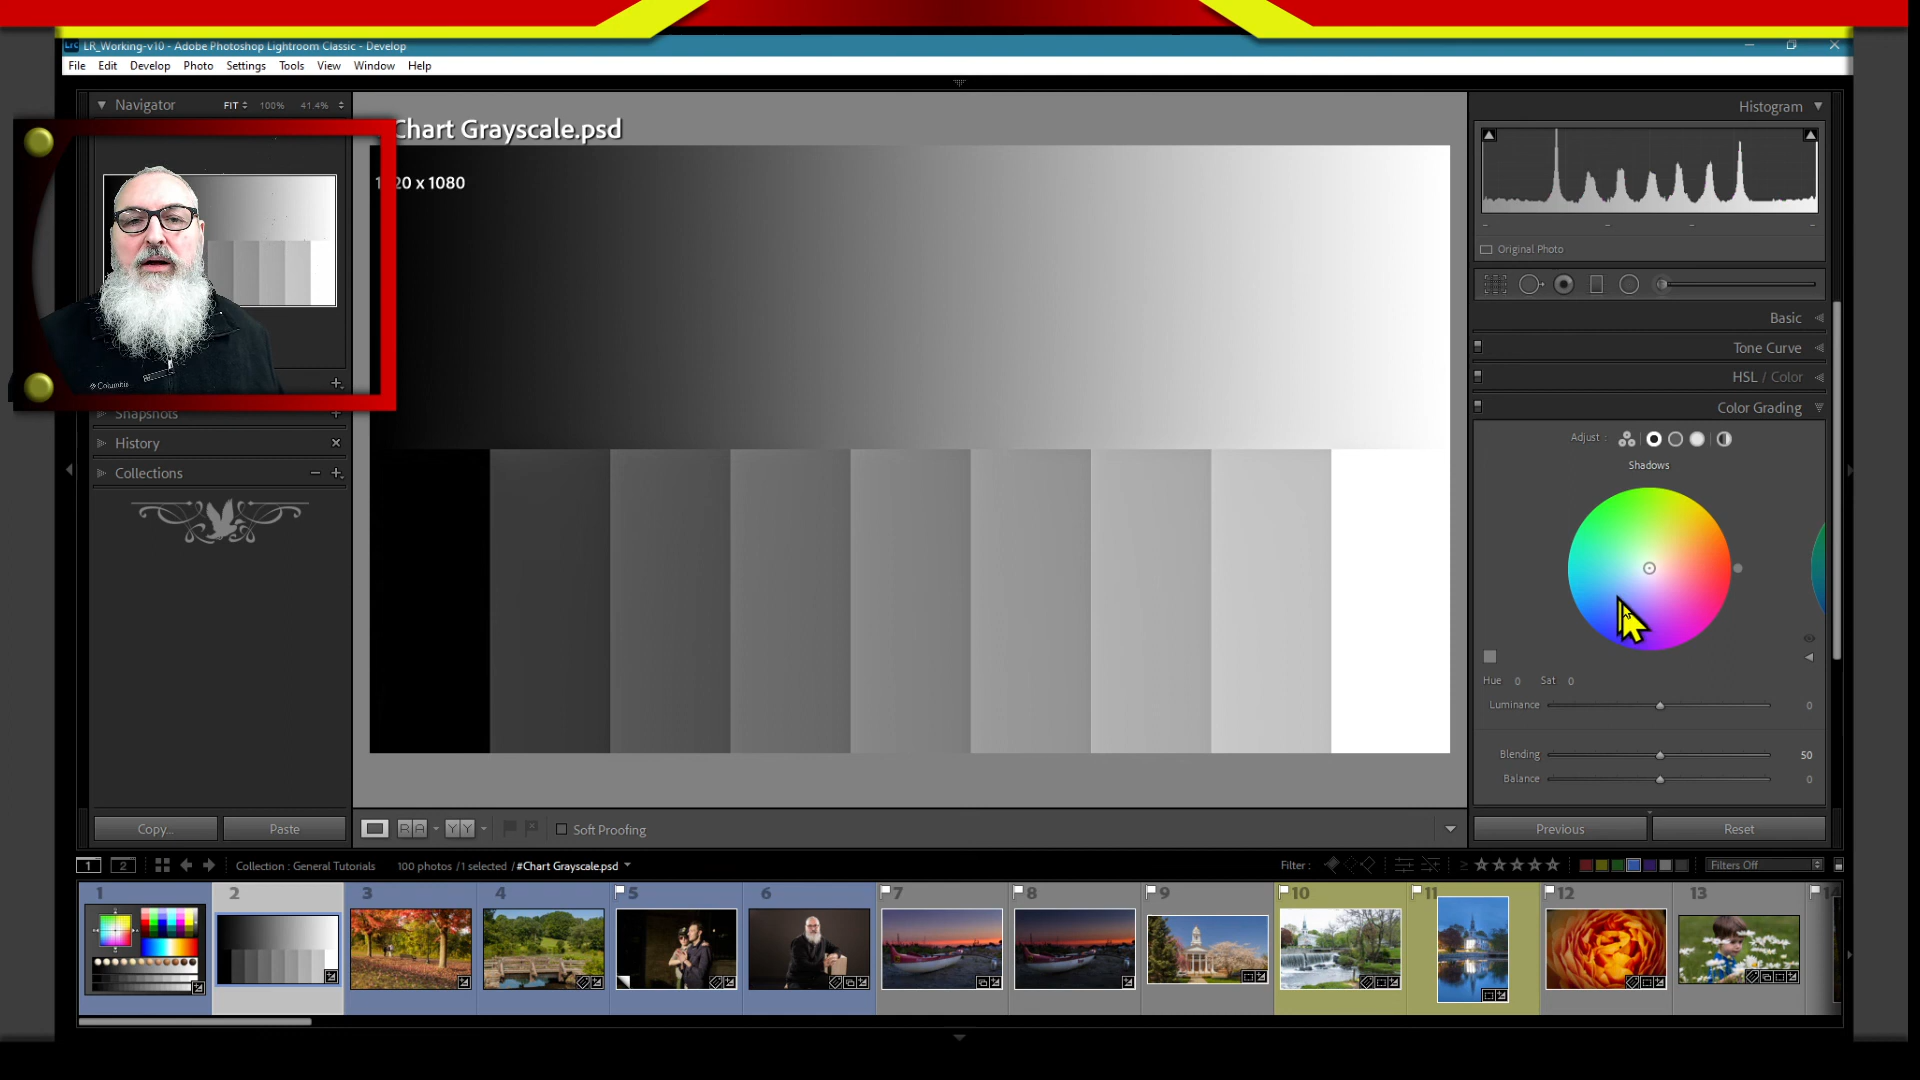 LR_Working-v10 - Adobe Photoshop Lightroom Classic - Develop
File Edit Develop Photo Settings Tools View Window Help
Navigator FIT 100% 41.4%
Chart Grayscale.psd
20 x 1080
Columbia
Snapshots
History
Collections
Copy... Paste
Soft Proofing
Histogram
Original Photo
Basic
Tone Curve
HSL / Color
Color Grading
Adjust :
Shadows
Hue 0 Sat 0
Luminance 0
Blending 50
Balance 0
Previous Reset
1 2 Collection : General Tutorials 100 photos / 1 selected / #Chart Grayscale.psd Filter : Filters Off
1 2 3 4 5 6 7 8 9 10 11 12 13 14